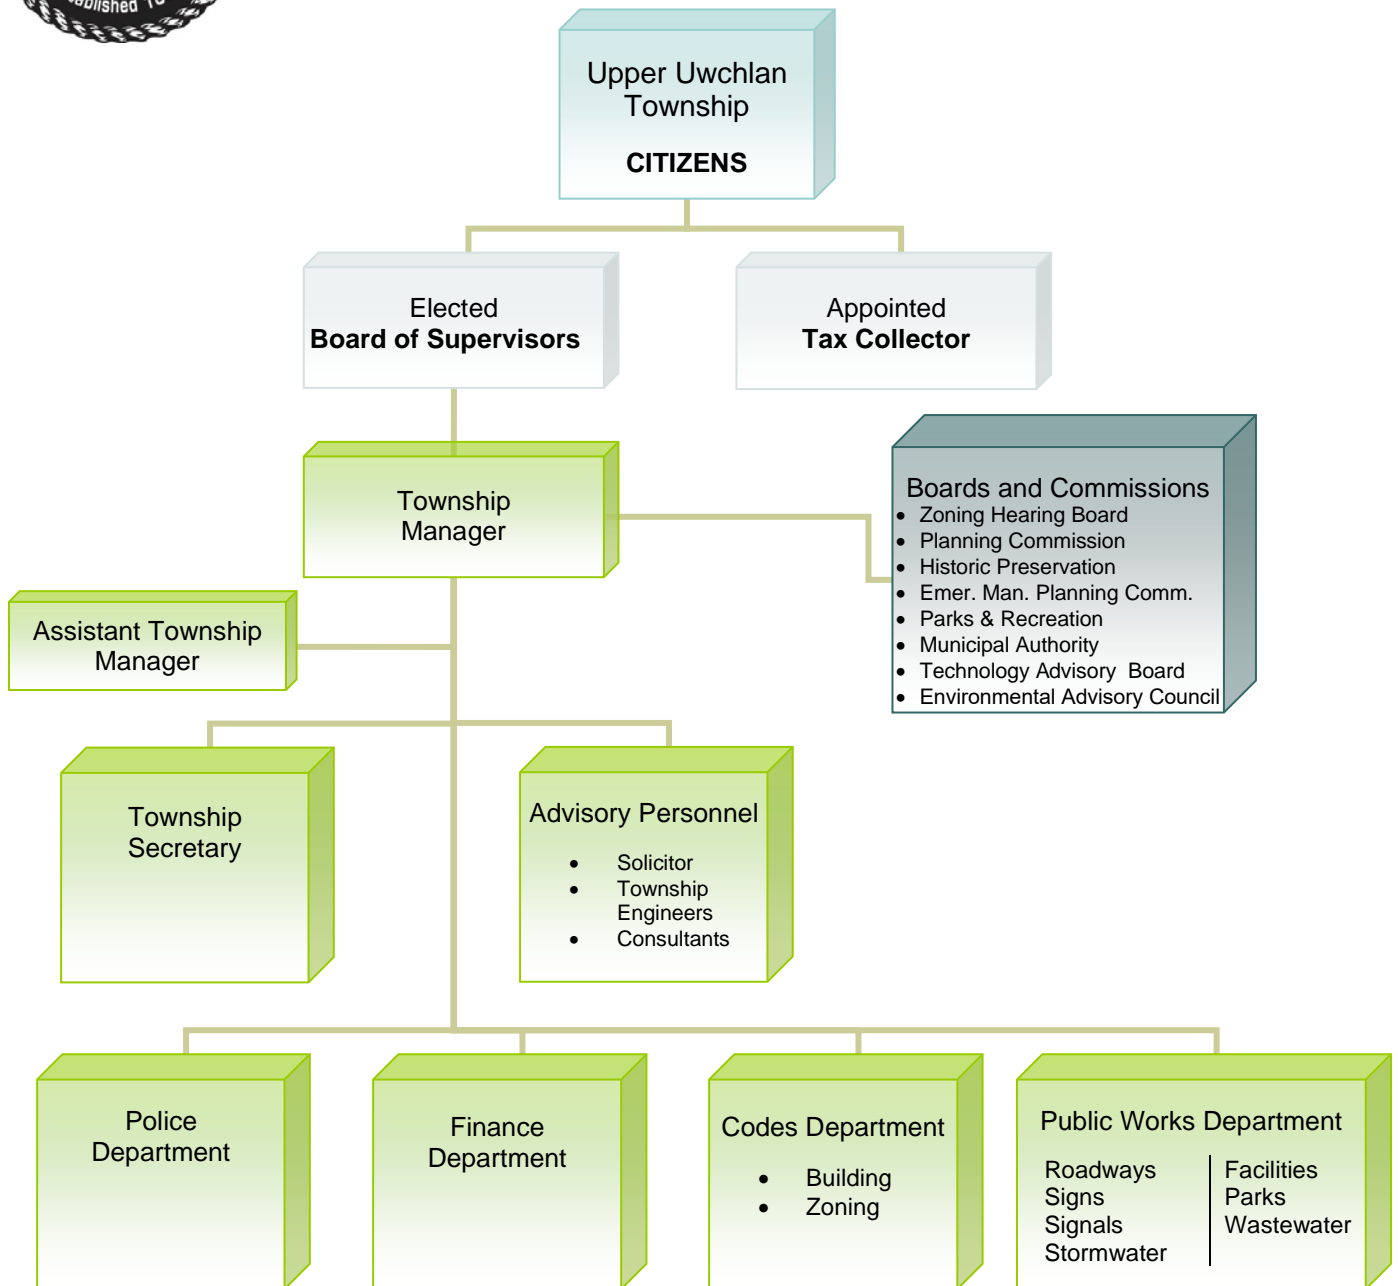 Established 18
Upper Uwchlan
Township
CITIZENS
Elected
Board of Supervisors
Appointed
Tax Collector
Township
Manager
Boards and Commissions
• Zoning Hearing Board
• Planning Commission
• Historic Preservation
• Emer. Man. Planning Comm.
• Parks & Recreation
• Municipal Authority
• Technology Advisory Board
• Environmental Advisory Council
Assistant Township
Manager
Township
Secretary
Advisory Personnel
• Solicitor
• Township
Engineers
• Consultants
Police
Department
Finance
Department
Codes Department
• Building
• Zoning
Public Works Department
Roadways
Signs
Signals
Stormwater
Facilities
Parks
Wastewater